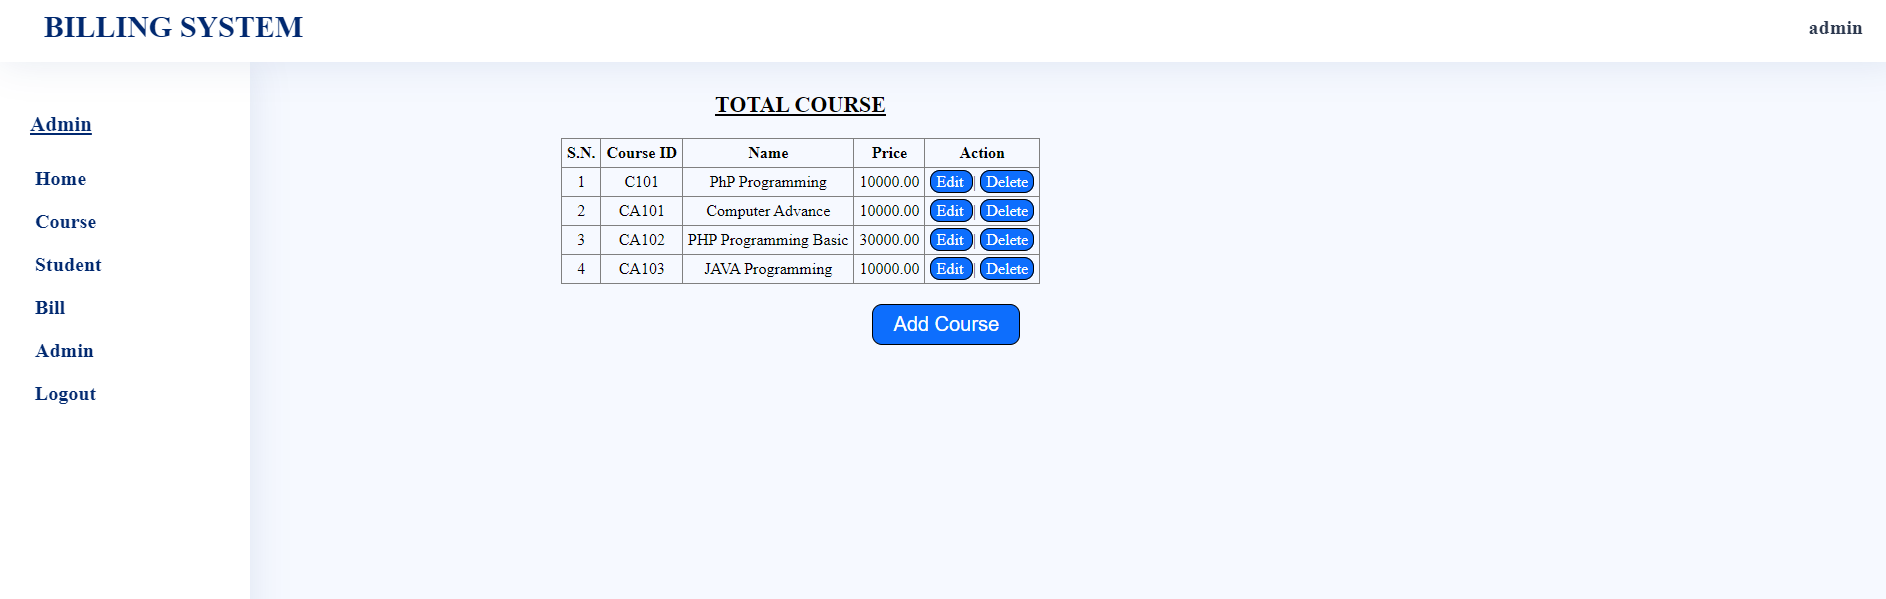 BILLING SYSTEM
admin
Admin
Home
Course
Student
Bill
Admin
Logout
TOTAL COURSE
S.N. Course ID Name Price Action
1 C101 PhP Programming 10000.00 Edit | Delete
2 CA101 Computer Advance 10000.00 Edit | Delete
3 CA102 PHP Programming Basic 30000.00 Edit | Delete
4 CA103 JAVA Programming 10000.00 Edit | Delete
Add Course